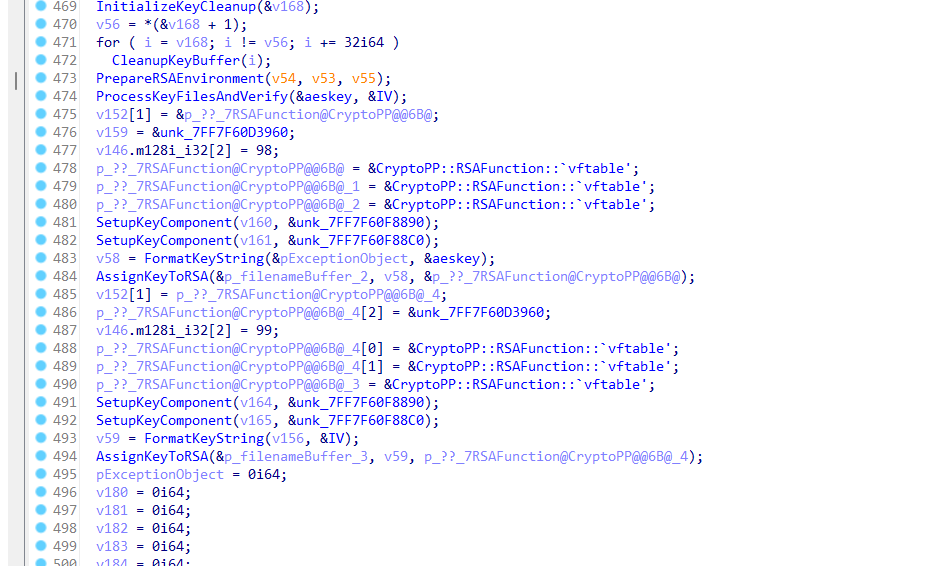 469 InitializeKeyCleanup(&v168);
470 v56 = *(&v168 + 1);
471 for ( i = v168; i != v56; i += 32i64 )
472 CleanupKeyBuffer(i);
473 PrepareRSAEnvironment(v54, v53, v55);
474 ProcessKeyFilesAndVerify(&aeskey, &IV);
475 v152[1] = &p_??_7RSAFunction@CryptoPP@@6B@;
476 v159 = &unk_7FF7F60D3960;
477 v146.m128i_i32[2] = 98;
478 p_??_7RSAFunction@CryptoPP@@6B@ = &CryptoPP::RSAFunction::`vftable';
479 p_??_7RSAFunction@CryptoPP@@6B@_1 = &CryptoPP::RSAFunction::`vftable';
480 p_??_7RSAFunction@CryptoPP@@6B@_2 = &CryptoPP::RSAFunction::`vftable';
481 SetupKeyComponent(v160, &unk_7FF7F60F8890);
482 SetupKeyComponent(v161, &unk_7FF7F60F88C0);
483 v58 = FormatKeyString(&pExceptionObject, &aeskey);
484 AssignKeyToRSA(&p_filenameBuffer_2, v58, &p_??_7RSAFunction@CryptoPP@@6B@);
485 v152[1] = p_??_7RSAFunction@CryptoPP@@6B@_4;
486 p_??_7RSAFunction@CryptoPP@@6B@_4[2] = &unk_7FF7F60D3960;
487 v146.m128i_i32[2] = 99;
488 p_??_7RSAFunction@CryptoPP@@6B@_4[0] = &CryptoPP::RSAFunction::`vftable';
489 p_??_7RSAFunction@CryptoPP@@6B@_4[1] = &CryptoPP::RSAFunction::`vftable';
490 p_??_7RSAFunction@CryptoPP@@6B@_3 = &CryptoPP::RSAFunction::`vftable';
491 SetupKeyComponent(v164, &unk_7FF7F60F8890);
492 SetupKeyComponent(v165, &unk_7FF7F60F88C0);
493 v59 = FormatKeyString(v156, &IV);
494 AssignKeyToRSA(&p_filenameBuffer_3, v59, p_??_7RSAFunction@CryptoPP@@6B@_4);
495 pExceptionObject = 0i64;
496 v180 = 0i64;
497 v181 = 0i64;
498 v182 = 0i64;
499 v183 = 0i64;
500 v184 = 0i64;